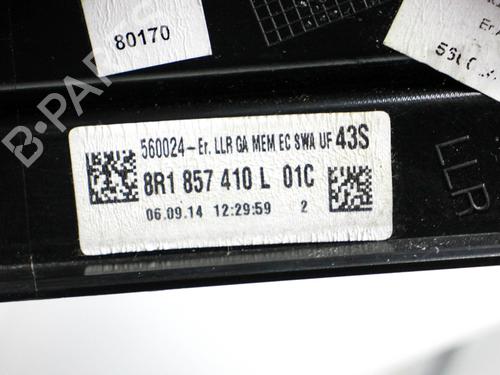 80170
560024-Er. LLR GA MEM EC SWA UF 43S
8R1 857 410 L 01C
06.09.14 12:29:59 2
LLR
B-PARTS